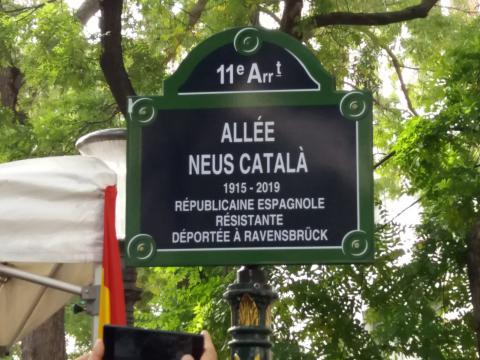 11e Arrt
ALLÉE
NEUS CATALÀ
1915 - 2019
RÉPUBLICAINE ESPAGNOLE
RÉSISTANTE
DÉPORTÉE À RAVENSBRÜCK